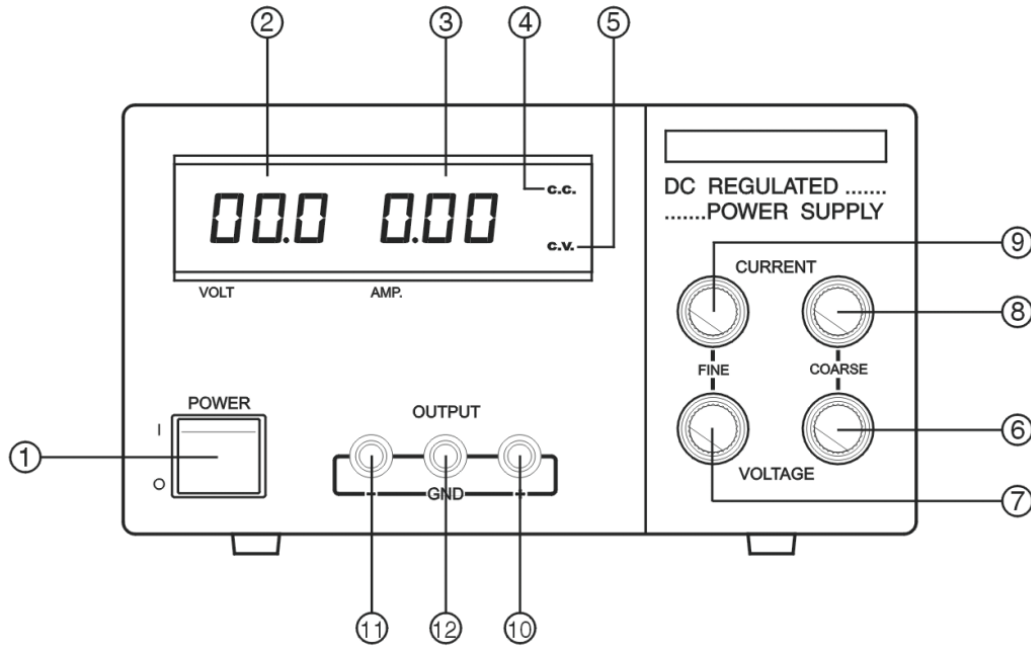 ② ③ ④ ⑤
00.0 0.00
c.c.
c.v.
VOLT AMP.
DC REGULATED .......
.......POWER SUPPLY
⑨
CURRENT
⑧
FINE COARSE
⑥
VOLTAGE
⑦
POWER
I
O
①
OUTPUT
- GND +
⑪ ⑫ ⑩